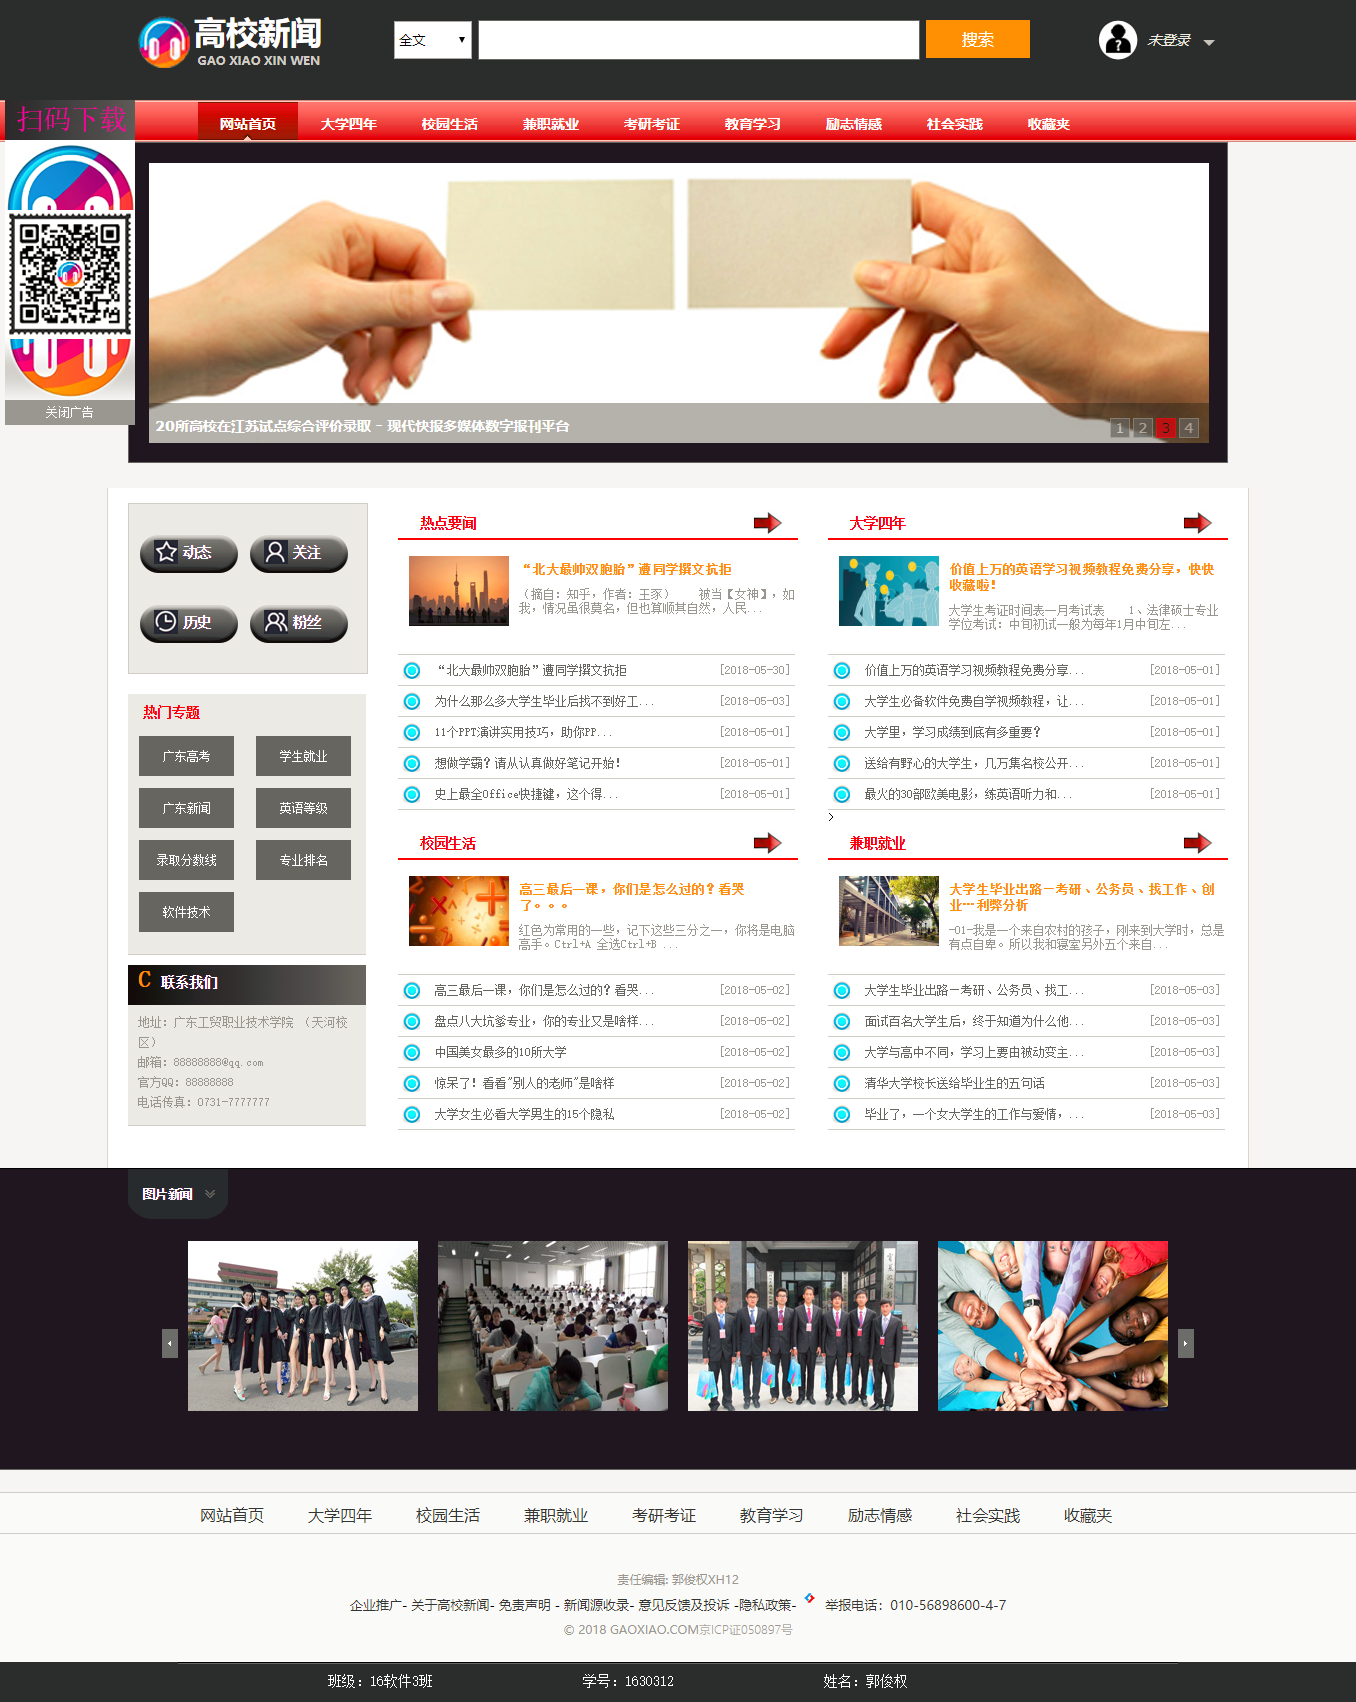 高校新闻
GAO XIAO XIN WEN
全文
搜索
未登录
扫码下载
网站首页 大学四年 校园生活 兼职就业 考研考证 教育学习 励志情感 社会实践 收藏夹
关闭广告
20所高校在江苏试点综合评价录取 - 现代快报多媒体数字报刊平台
1 2 3 4
动态 关注
历史 粉丝
热门专题
广东高考 学生就业
广东新闻 英语等级
录取分数线 专业排名
软件技术
C 联系我们
地址：广东工贸职业技术学院 （天河校
区）
邮箱：88888888@qq.com
官方QQ：88888888
电话传真：0731-7777777
热点要闻
“北大最帅双胞胎”遭同学撰文抗拒
（摘自：知乎，作者：王豖） 被当【女神】，如
我，情况虽很莫名，但也算顺其自然，人民...
“北大最帅双胞胎”遭同学撰文抗拒 [2018-05-30]
为什么那么多大学生毕业后找不到好工... [2018-05-03]
11个PPT演讲实用技巧，助你PP... [2018-05-01]
想做学霸？请从认真做好笔记开始！ [2018-05-01]
史上最全Office快捷键，这个得... [2018-05-01]
大学四年
价值上万的英语学习视频教程免费分享，快快
收藏啦！
大学生考证时间表一月考试表 1、法律硕士专业
学位考试：中旬初试一般为每年1月中旬左...
价值上万的英语学习视频教程免费分享... [2018-05-01]
大学生必备软件免费自学视频教程，让... [2018-05-01]
大学里，学习成绩到底有多重要？ [2018-05-01]
送给有野心的大学生，几万集名校公开... [2018-05-01]
最火的30部欧美电影，练英语听力和... [2018-05-01]
>
校园生活
高三最后一课，你们是怎么过的？看哭
了。。。
红色为常用的一些，记下这些三分之一，你将是电脑
高手。Ctrl+A 全选Ctrl+B ...
高三最后一课，你们是怎么过的？看哭... [2018-05-02]
盘点八大坑爹专业，你的专业又是啥样... [2018-05-02]
中国美女最多的10所大学 [2018-05-02]
惊呆了！看看"别人的老师"是啥样 [2018-05-02]
大学女生必看大学男生的15个隐私 [2018-05-02]
兼职就业
大学生毕业出路—考研、公务员、找工作、创
业…利弊分析
-01-我是一个来自农村的孩子，刚来到大学时，总是
有点自卑。所以我和寝室另外五个来自...
大学生毕业出路—考研、公务员、找工... [2018-05-03]
面试百名大学生后，终于知道为什么他... [2018-05-03]
大学与高中不同，学习上要由被动变主... [2018-05-03]
清华大学校长送给毕业生的五句话 [2018-05-03]
毕业了，一个女大学生的工作与爱情，... [2018-05-03]
图片新闻
网站首页 大学四年 校园生活 兼职就业 考研考证 教育学习 励志情感 社会实践 收藏夹
责任编辑: 郭俊权XH12
企业推广- 关于高校新闻- 免责声明 - 新闻源收录- 意见反馈及投诉 -隐私政策- 举报电话：010-56898600-4-7
© 2018 GAOXIAO.COM京ICP证050897号
班级：16软件3班 学号：1630312 姓名：郭俊权